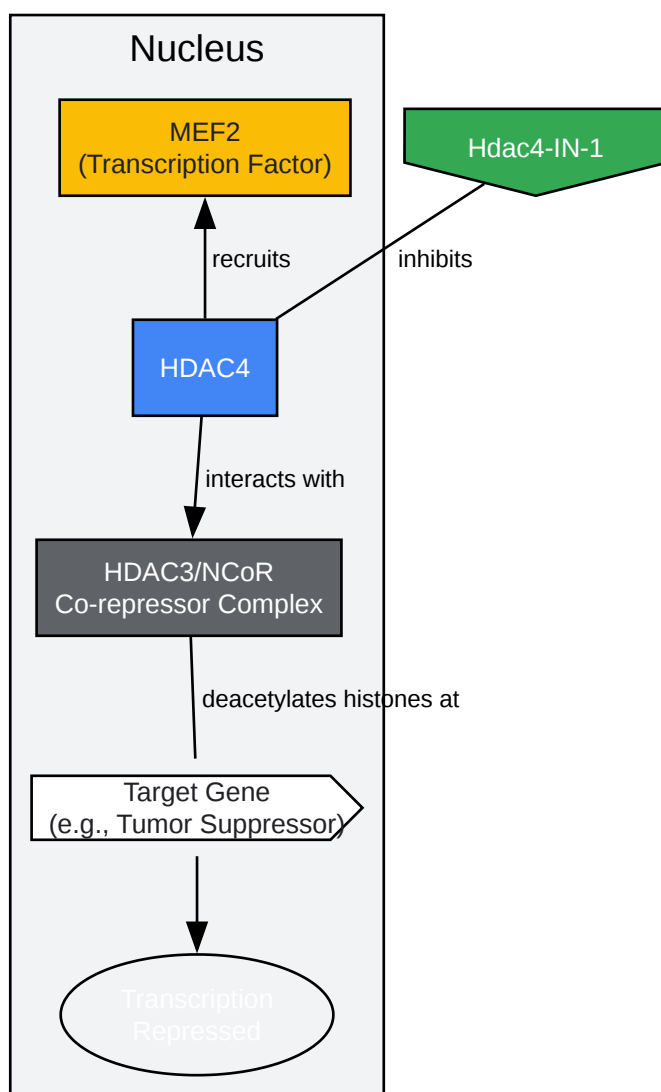 Nucleus
MEF2
(Transcription Factor)
Hdac4-IN-1
recruits
inhibits
HDAC4
interacts with
HDAC3/NCoR
Co-repressor Complex
deacetylates histones at
Target Gene
(e.g., Tumor Suppressor)
Transcription
Repressed